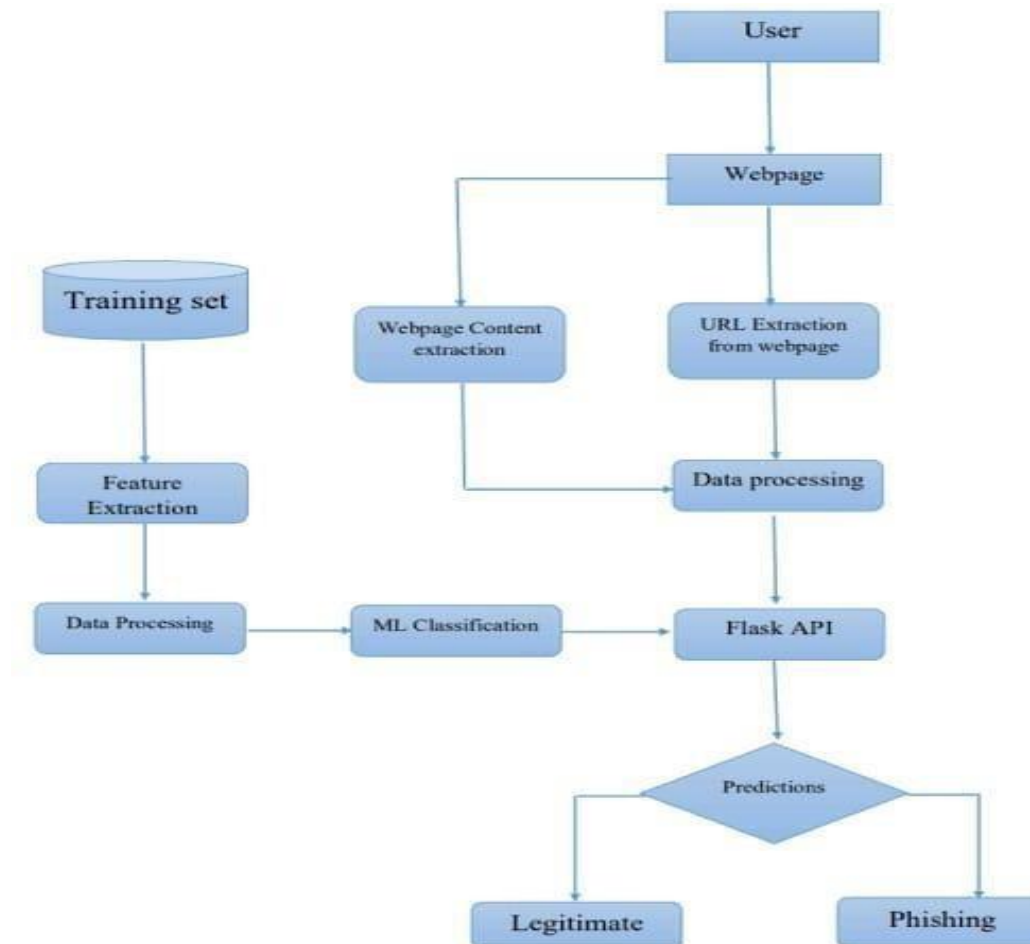 User
Webpage
Training set
Webpage Content
extraction
URL Extraction
from webpage
Feature
Extraction
Data processing
Data Processing
ML Classification
Flask API
Predictions
Legitimate
Phishing